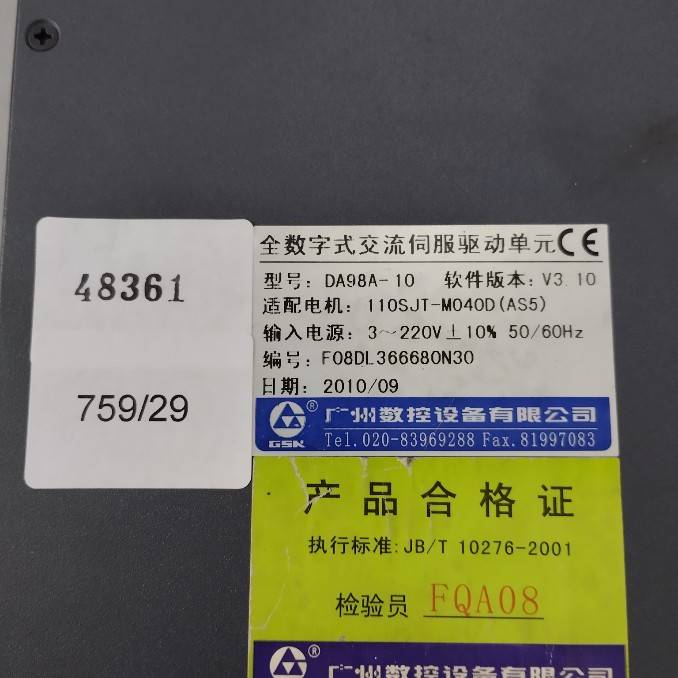 48361
759/29
全数字式交流伺服驱动单元 CE
型号: DA98A-10 软件版本: V3.10
适配电机: 110SJT-M040D(AS5)
输入电源: 3～220V±10% 50/60Hz
编号: F08DL366680N30
日期: 2010/09
GSK® 广州数控设备有限公司
Tel.020-83969288 Fax.81997083
产品合格证
执行标准:JB/T 10276-2001
检验员 FQA08
® 广州数控设备有限公司